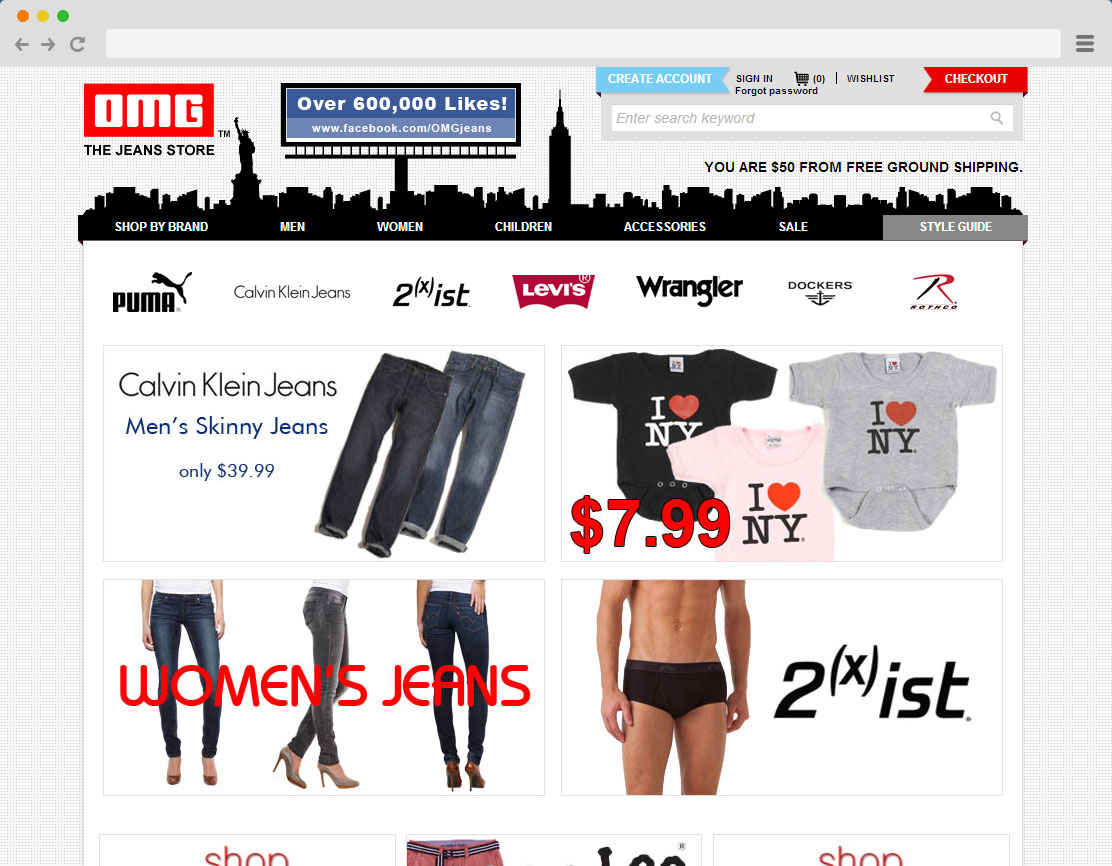 CREATE ACCOUNT SIGN IN (0) WISHLIST CHECKOUT
Forgot password
OMG
TM
THE JEANS STORE
Over 600,000 Likes!
www.facebook.com/OMGjeans
Enter search keyword
YOU ARE $50 FROM FREE GROUND SHIPPING.
SHOP BY BRAND MEN WOMEN CHILDREN ACCESSORIES SALE STYLE GUIDE
PUMA® Calvin Klein Jeans 2(x)ist Levi's® Wrangler DOCKERS R
ROTHCO
Calvin Klein Jeans
Men's Skinny Jeans
only $39.99
I ♥
NY
I ♥
NY
I ♥
NY
$7.99
WOMEN'S JEANS
2(x)ist
shop
Lee
®
shop